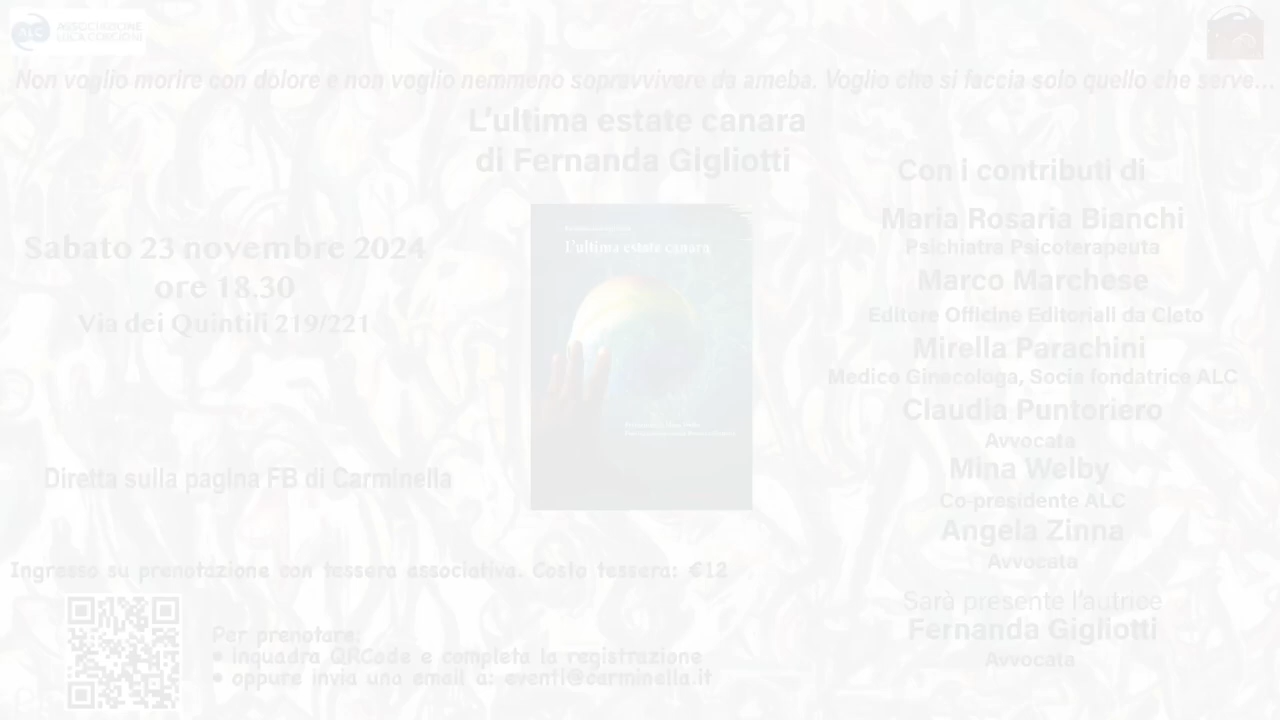 ALC ASSOCIAZIONE
LUCA COSCIONI
Non voglio morire con dolore e non voglio nemmeno sopravvivere da ameba. Voglio che si faccia solo quello che serve...
L'ultima estate canara
di Fernanda Gigliotti
Sabato 23 novembre 2024
ore 18.30
Via dei Quintili 219/221
Diretta sulla pagina FB di Carminella
L'ultima estate canara
Con i contributi di
Maria Rosaria Bianchi
Psichiatra Psicoterapeuta
Marco Marchese
Editore Officine Editoriali da Cleto
Mirella Parachini
Medico Ginecologa, Socia fondatrice ALC
Claudia Puntoriero
Avvocata
Mina Welby
Co-presidente ALC
Angela Zinna
Avvocata
Sarà presente l'autrice
Fernanda Gigliotti
Avvocata
Ingresso su prenotazione con tessera associativa. Costo tessera: €12
Per prenotare:
• inquadra QRCode e completa la registrazione
• oppure invia una email a: eventi@carminella.it